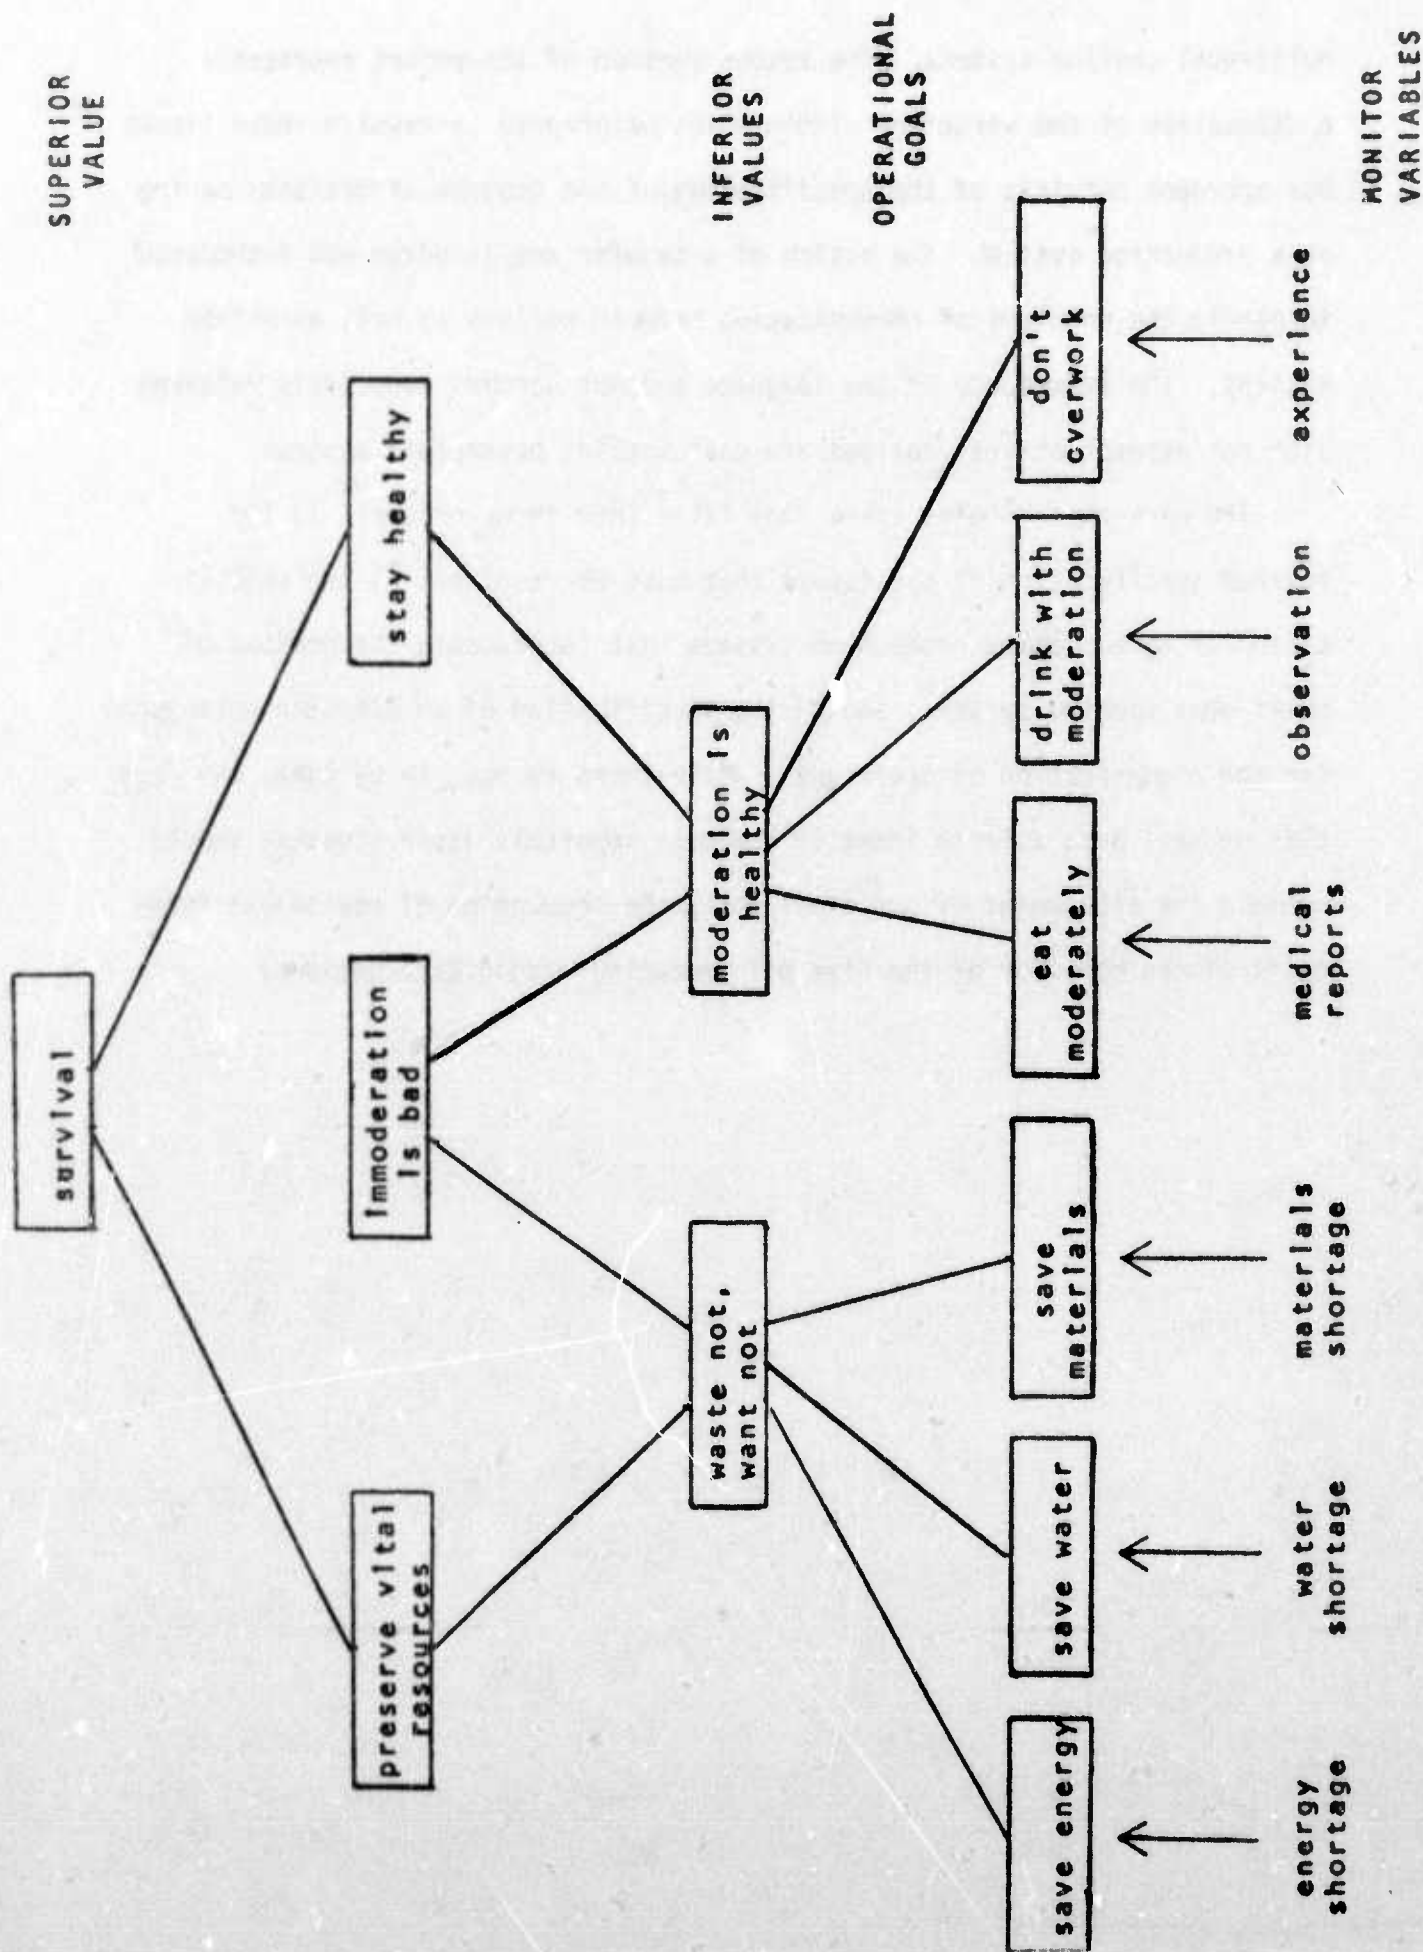 SUPERIOR
VALUE
survival
preserve vital
resources
Immoderation
is bad
stay healthy
INFERIOR
VALUES
waste not,
want not
moderation is
healthy
OPERATIONAL
GOALS
save energy
save water
save
materials
eat
moderately
drink with
moderation
don't
overwork
energy
shortage
water
shortage
materials
shortage
medical
reports
observation
experience
MONITOR
VARIABLES